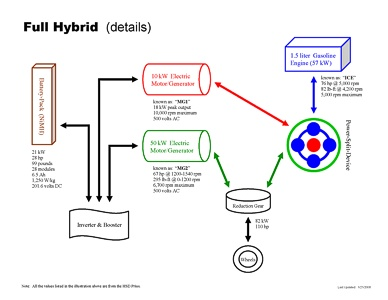 Full Hybrid (details)
1.5 liter Gasoline
Engine (57 kW)
known as "ICE"
76 hp @ 5,000 rpm
82 lb-ft @ 4,200 rpm
5,000 rpm maximum
10 kW Electric
Motor/Generator
known as "MG1"
18 kW peak output
10,000 rpm maximum
500 volts AC
Battery-Pack (NiMH)
21 kW
28 hp
99 pounds
28 modules
6.5 Ah
1,250 W/kg
201.6 volts DC
50 kW Electric
Motor/Generator
known as "MG2"
67 hp @ 1200-1540 rpm
295 lb-ft @ 0-1200 rpm
6,700 rpm maximum
500 volts AC
Power-Split-Device
Inverter & Booster
Reduction Gear
82 kW
110 hp
Wheels
Note: All the values listed in the illustration above are from the HSD Prius.
Last Updated: